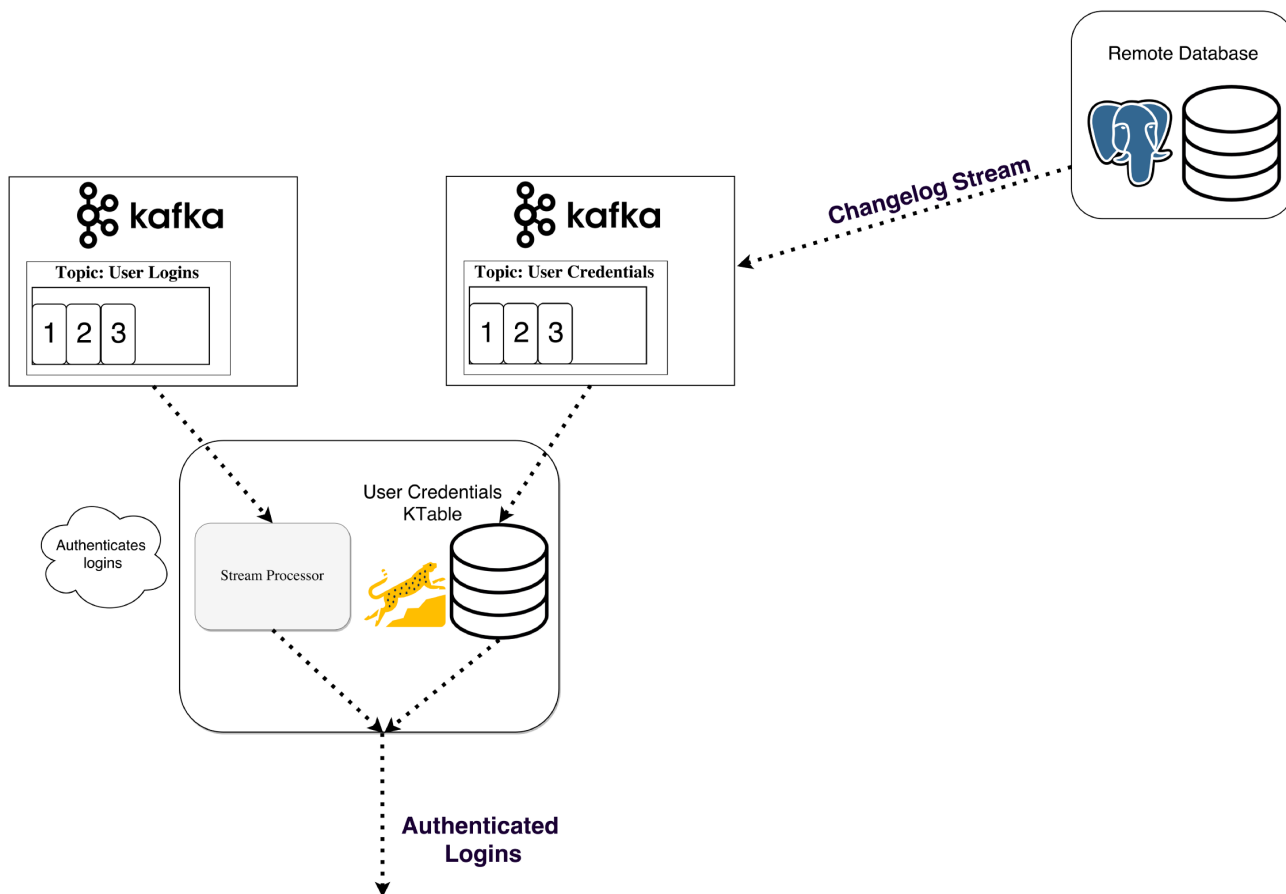 Remote Database
Changelog Stream
kafka
Topic: User Logins
1 2 3
kafka
Topic: User Credentials
1 2 3
User Credentials
KTable
Authenticates
logins
Stream Processor
Authenticated
Logins